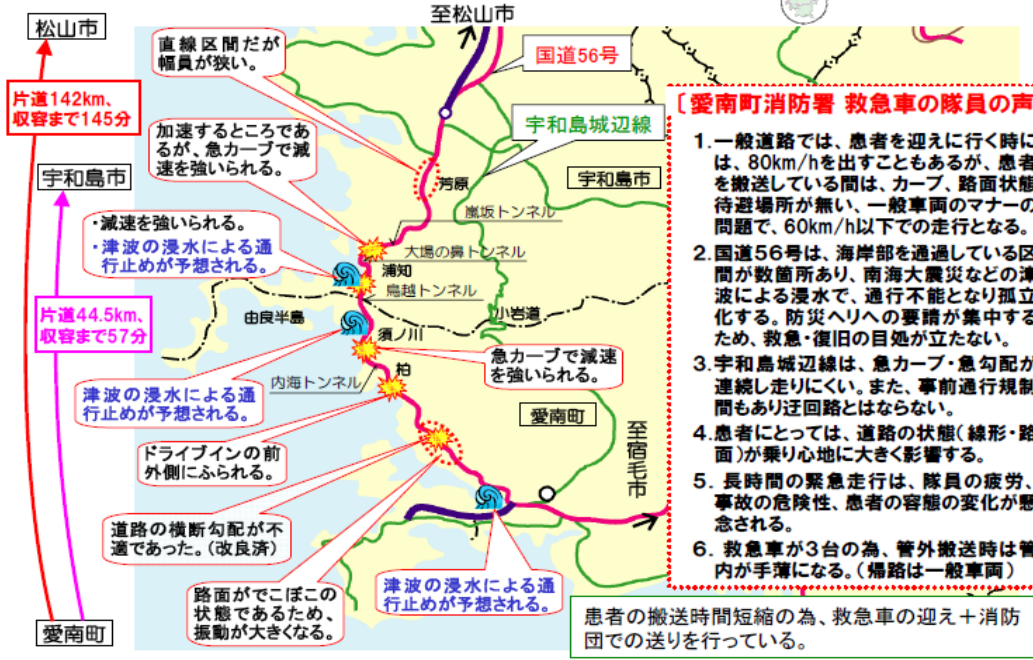 至松山市
松山市
直線区間だが
幅員が狭い。
国道56号
片道142km、
収容まで145分
加速するところであ
るが、急カーブで減
速を強いられる。
宇和島城辺線
宇和島市
芳原
宇和島市
嵐坂トンネル
・減速を強いられる。
・津波の浸水による通
行止めが予想される。
大場の鼻トンネル
浦知
鳥越トンネル
片道44.5km、
収容まで57分
由良半島
小岩道
須ノ川
急カーブで減速
を強いられる。
内海トンネル
柏
津波の浸水による通
行止めが予想される。
愛南町
至宿毛市
ドライブインの前
外側にふられる。
道路の横断勾配が不
適であった。(改良済)
路面がでこぼこの
状態であるため、
振動が大きくなる。
津波の浸水による通
行止めが予想される。
愛南町
〔愛南町消防署 救急車の隊員の声
1.一般道路では、患者を迎えに行く時に
は、80km/hを出すこともあるが、患者
を搬送している間は、カーブ、路面状態
待避場所が無い、一般車両のマナーの
問題で、60km/h以下での走行となる。
2.国道56号は、海岸部を通過している区
間が数箇所あり、南海大震災などの津
波による浸水で、通行不能となり孤立
化する。防災ヘリへの要請が集中する
ため、救急・復旧の目処が立たない。
3.宇和島城辺線は、急カーブ・急勾配が
連続し走りにくい。また、事前通行規制
間もあり迂回路とはならない。
4.患者にとっては、道路の状態(線形・路
面)が乗り心地に大きく影響する。
5. 長時間の緊急走行は、隊員の疲労、
事故の危険性、患者の容態の変化が懸
念される。
6. 救急車が3台の為、管外搬送時は管
内が手薄になる。(帰路は一般車両)
患者の搬送時間短縮の為、救急車の迎え＋消防
団での送りを行っている。